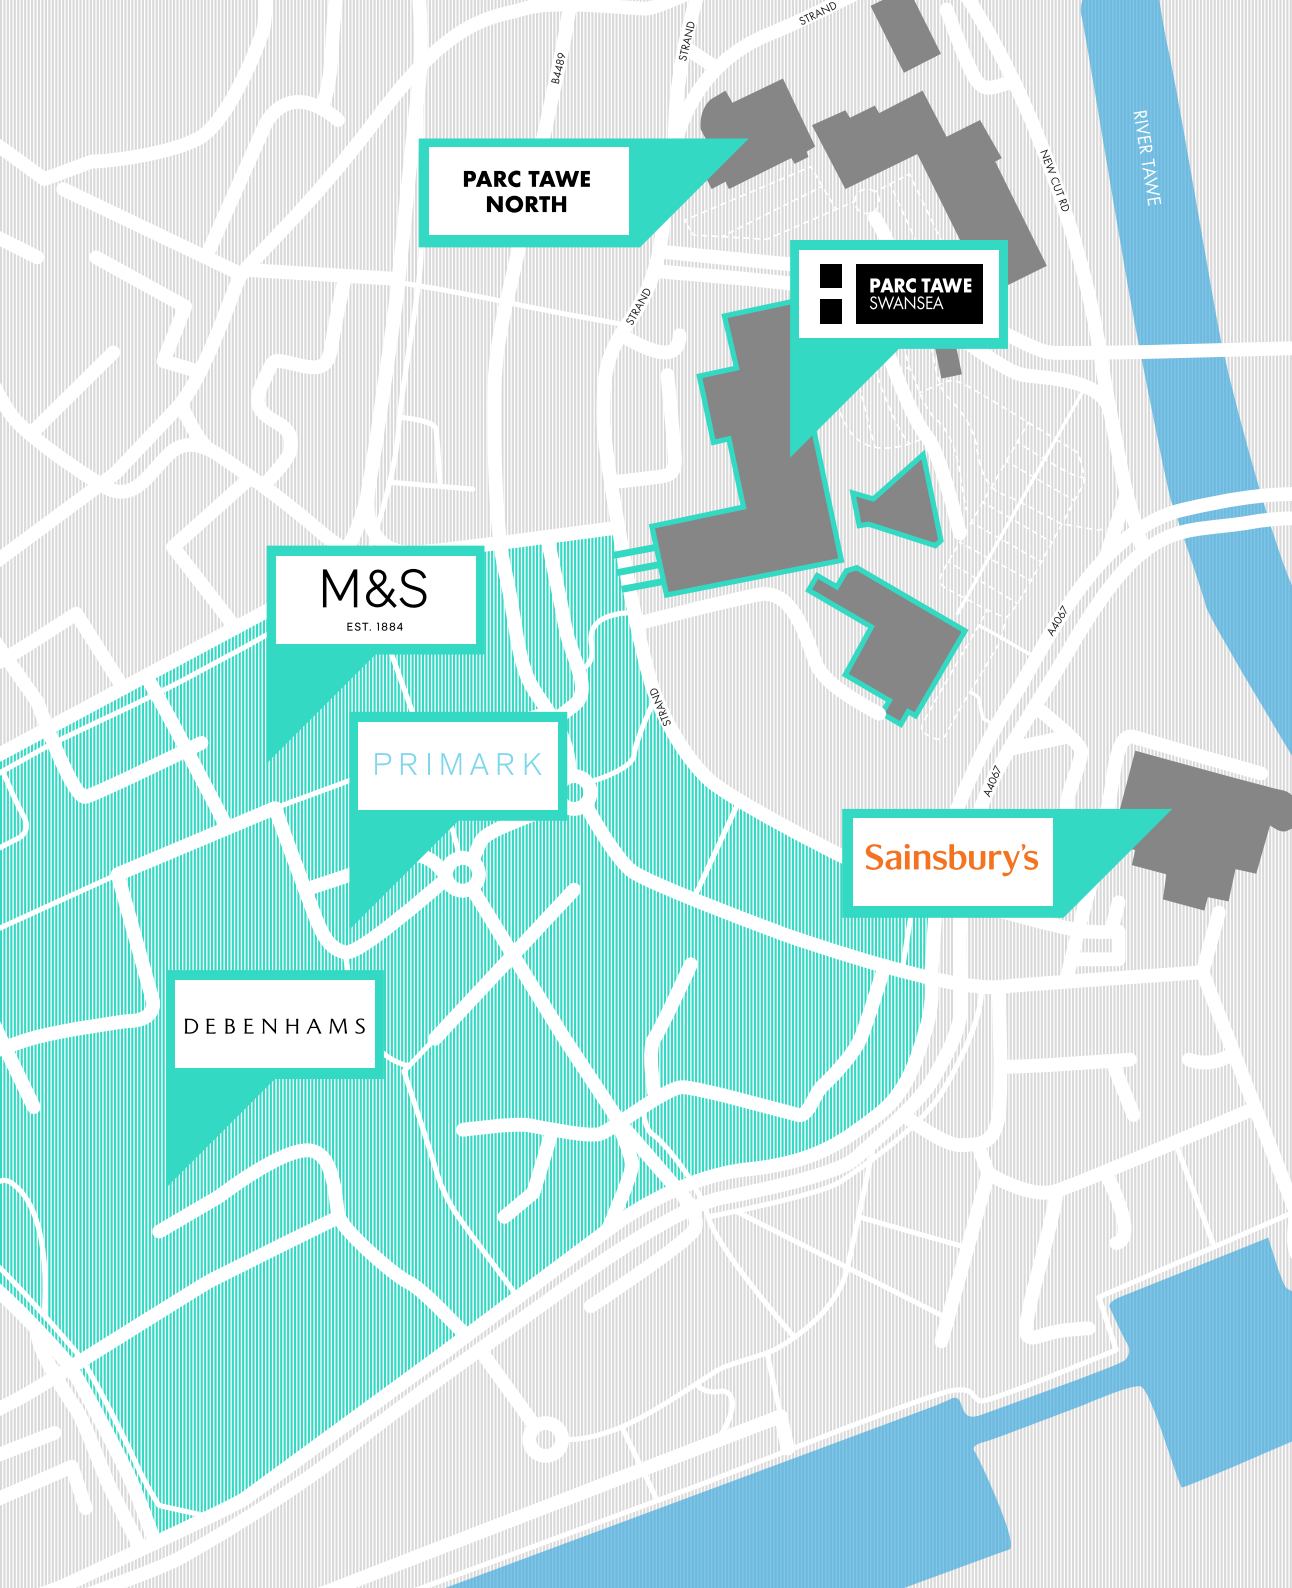 STRAND
STRAND
B4489
RIVER TAWE
NEW CUT RD
PARC TAWE
NORTH
PARC TAWE
SWANSEA
STRAND
M&S
EST. 1884
A4067
STRAND
PRIMARK
A4067
Sainsbury's
DEBENHAMS